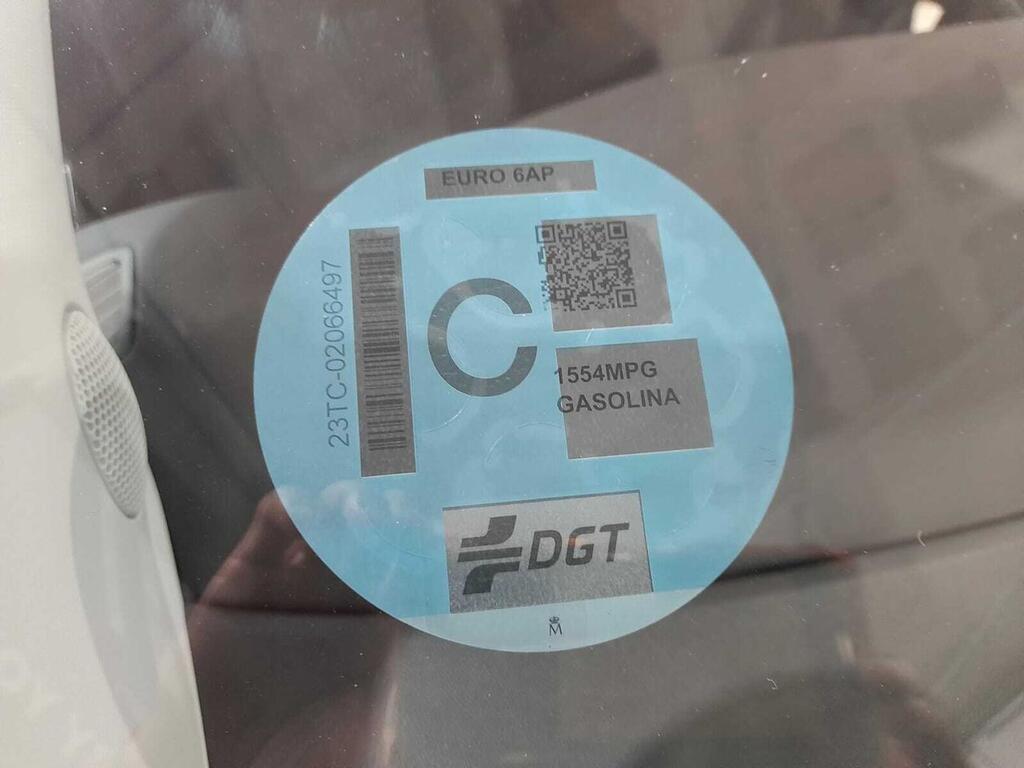 EURO 6AP
23TC-02066497
C
1554MPG
GASOLINA
DGT
M